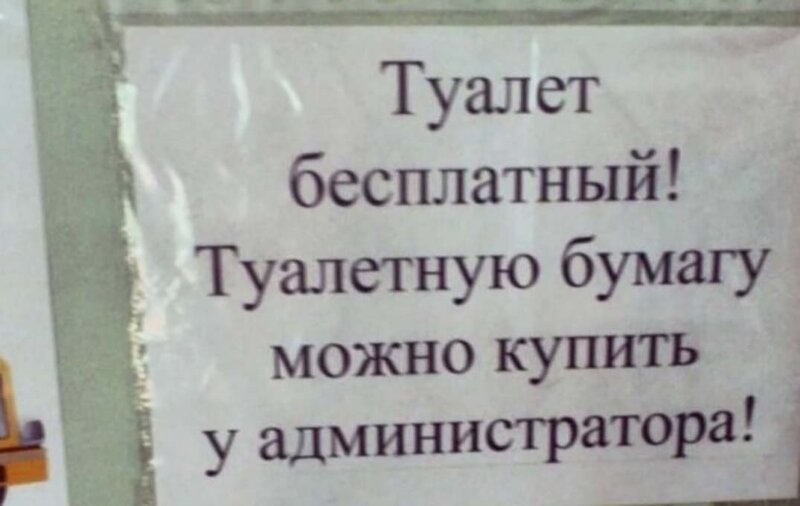 Туалет
бесплатный!
Туалетную бумагу
можно купить
у администратора!